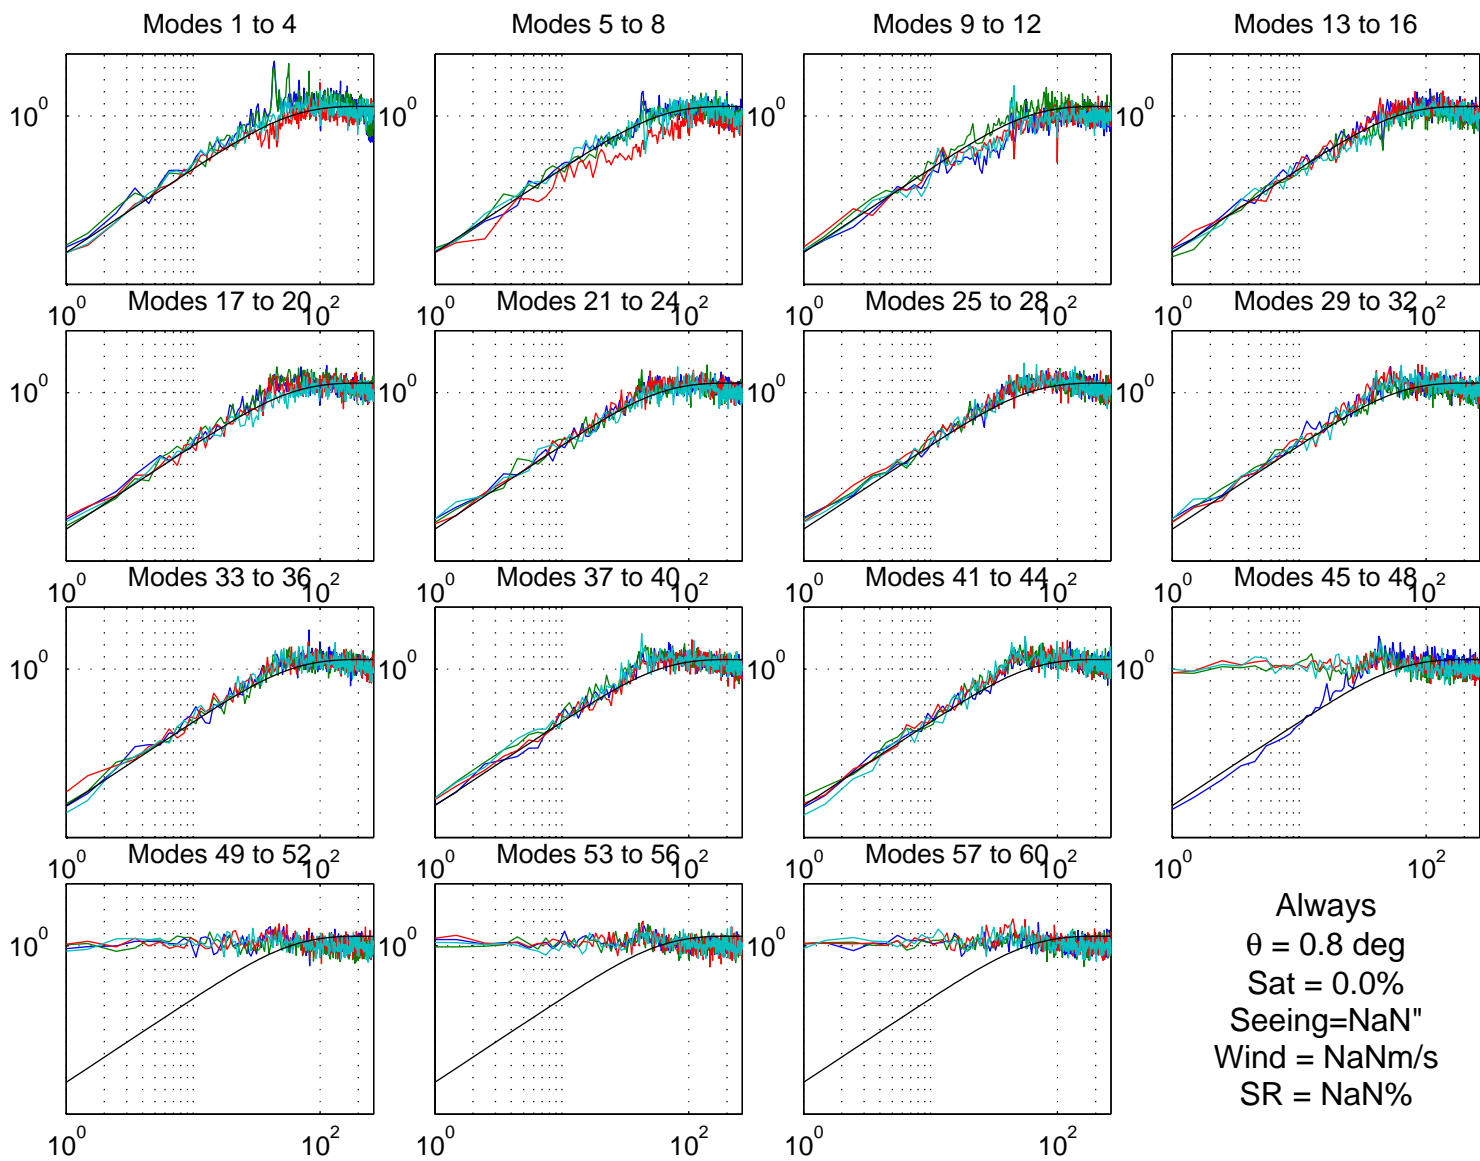 Modes 1 to 4
Modes 5 to 8
Modes 9 to 12
Modes 13 to 16
10^0
10^0
10^0
10^0
10^0
10^2
10^0
10^2
10^0
10^2
10^0
10^2
Modes 17 to 20
Modes 21 to 24
Modes 25 to 28
Modes 29 to 32
10^0
10^0
10^0
10^0
10^0
10^2
10^0
10^2
10^0
10^2
10^0
10^2
Modes 33 to 36
Modes 37 to 40
Modes 41 to 44
Modes 45 to 48
10^0
10^0
10^0
10^0
10^0
10^2
10^0
10^2
10^0
10^2
10^0
10^2
Modes 49 to 52
Modes 53 to 56
Modes 57 to 60
10^0
10^0
10^0
10^0
10^2
10^0
10^2
10^0
10^2
Always
θ = 0.8 deg
Sat = 0.0%
Seeing=NaN"
Wind = NaNm/s
SR = NaN%